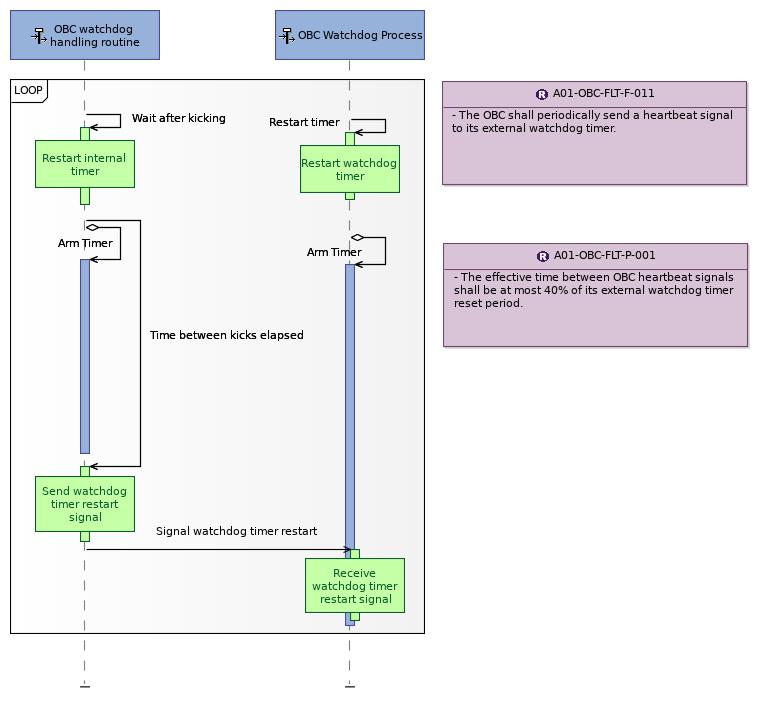 OBC watchdog
handling routine
OBC Watchdog Process
LOOP
Wait after kicking
Restart timer
Restart internal
timer
Restart watchdog
timer
Arm Timer
Arm Timer
Time between kicks elapsed
Send watchdog
timer restart
signal
Signal watchdog timer restart
Receive
watchdog timer
restart signal
R A01-OBC-FLT-F-011
- The OBC shall periodically send a heartbeat signal
to its external watchdog timer.
R A01-OBC-FLT-P-001
- The effective time between OBC heartbeat signals
shall be at most 40% of its external watchdog timer
reset period.